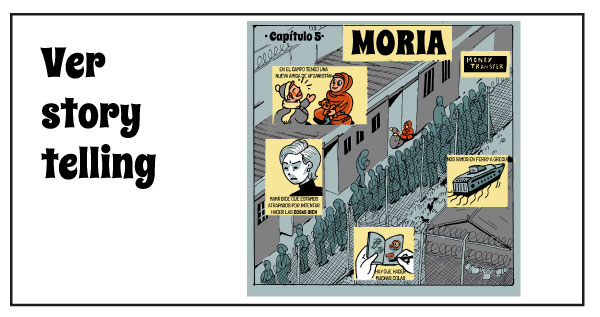 Ver
story
telling
·Capítulo 5·
MORIA
MONEY
TRANSFER
EN EL CAMPO TENGO UNA
NUEVA AMIGA DE AFGANISTÁN
NOS VAMOS EN FERRY A GRECIA
MAMÁ DICE QUE ESTAMOS
ATRAPADOS POR INTENTAR
HACER LAS COSAS BIEN
HAY QUE HACER
MUCHAS COLAS